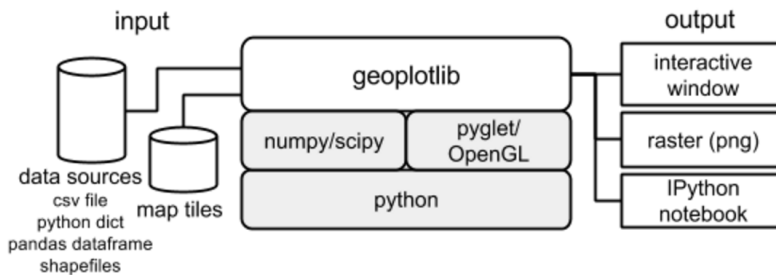 input
output
geoplotlib
interactive
window
numpy/scipy
pyglet/
OpenGL
raster (png)
data sources
csv file
python dict
pandas dataframe
shapefiles
map tiles
python
IPython
notebook